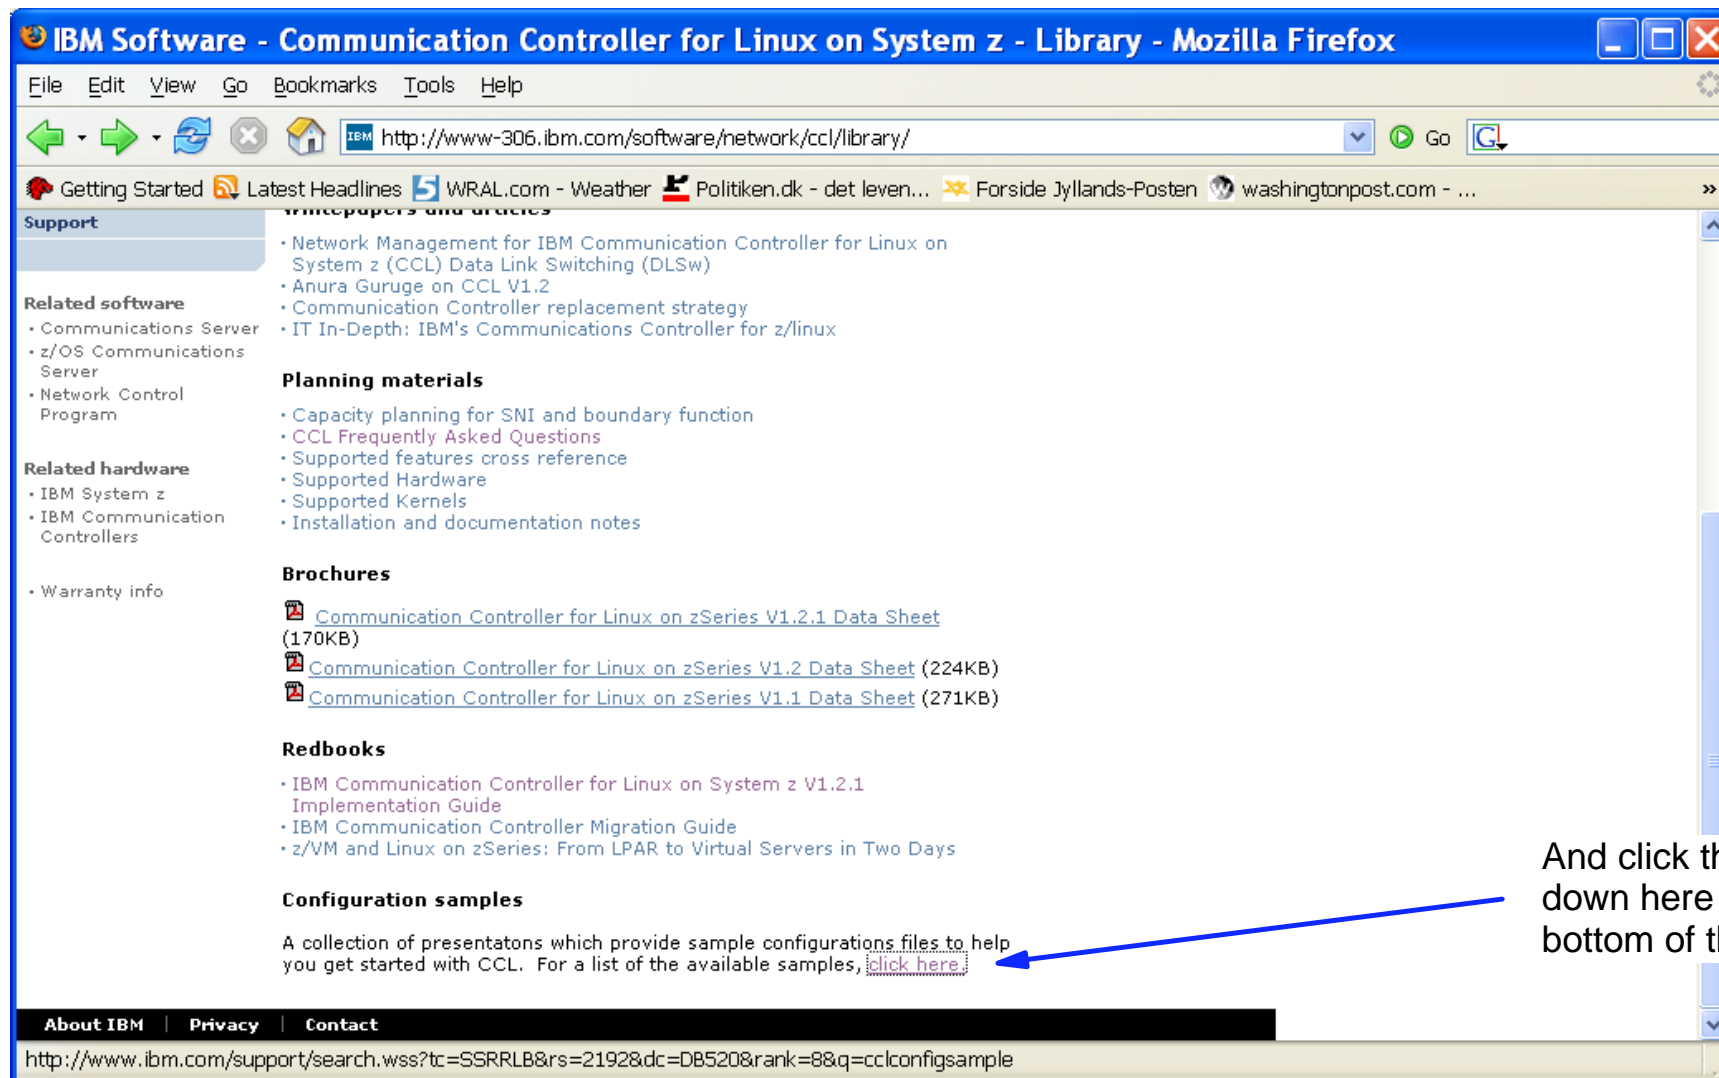 IBM Software - Communication Controller for Linux on System z - Library - Mozilla Firefox
File Edit View Go Bookmarks Tools Help
IBM http://www-306.ibm.com/software/network/ccl/library/ Go G
Getting Started Latest Headlines 5 WRAL.com - Weather Politiken.dk - det leven... Forside Jyllands-Posten washingtonpost.com - ... »
Support
Related software
· Communications Server
· z/OS Communications
Server
· Network Control
Program
Related hardware
· IBM System z
· IBM Communication
Controllers
· Warranty info
Whitepapers and articles
· Network Management for IBM Communication Controller for Linux on
System z (CCL) Data Link Switching (DLSw)
· Anura Guruge on CCL V1.2
· Communication Controller replacement strategy
· IT In-Depth: IBM's Communications Controller for z/linux
Planning materials
· Capacity planning for SNI and boundary function
· CCL Frequently Asked Questions
· Supported features cross reference
· Supported Hardware
· Supported Kernels
· Installation and documentation notes
Brochures
Communication Controller for Linux on zSeries V1.2.1 Data Sheet
(170KB)
Communication Controller for Linux on zSeries V1.2 Data Sheet (224KB)
Communication Controller for Linux on zSeries V1.1 Data Sheet (271KB)
Redbooks
· IBM Communication Controller for Linux on System z V1.2.1
Implementation Guide
· IBM Communication Controller Migration Guide
· z/VM and Linux on zSeries: From LPAR to Virtual Servers in Two Days
Configuration samples
A collection of presentatons which provide sample configurations files to help
you get started with CCL. For a list of the available samples, click here.
And click
down here
bottom of
About IBM | Privacy | Contact
http://www.ibm.com/support/search.wss?tc=SSRRLB&rs=2192&dc=DB520&rank=8&q=cclconfigsample